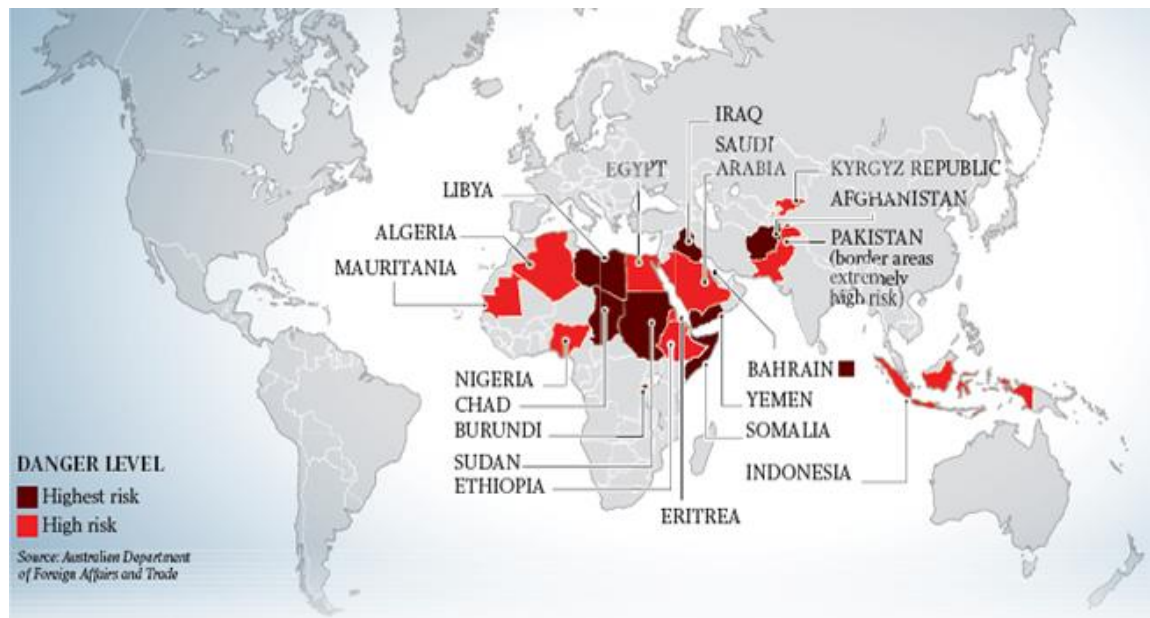 IRAQ
SAUDI
ARABIA
EGYPT
KYRGYZ REPUBLIC
LIBYA
AFGHANISTAN
ALGERIA
PAKISTAN
(border areas
extremely
high risk)
MAURITANIA
BAHRAIN
NIGERIA
YEMEN
CHAD
BURUNDI
SOMALIA
SUDAN
INDONESIA
ETHIOPIA
ERITREA
DANGER LEVEL
Highest risk
High risk
Source: Australian Department
of Foreign Affairs and Trade